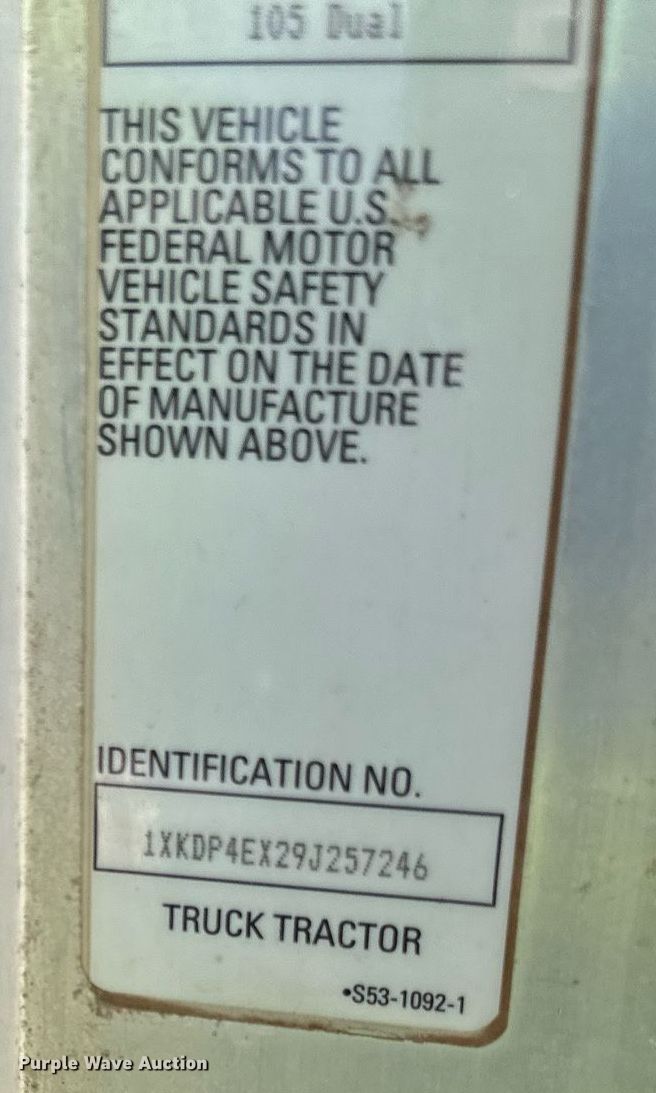 105 Dual
THIS VEHICLE
CONFORMS TO ALL
APPLICABLE U.S.
FEDERAL MOTOR
VEHICLE SAFETY
STANDARDS IN
EFFECT ON THE DATE
OF MANUFACTURE
SHOWN ABOVE.
IDENTIFICATION NO.
1XKDP4EX29J257246
TRUCK TRACTOR
•S53-1092-1
Purple Wave Auction